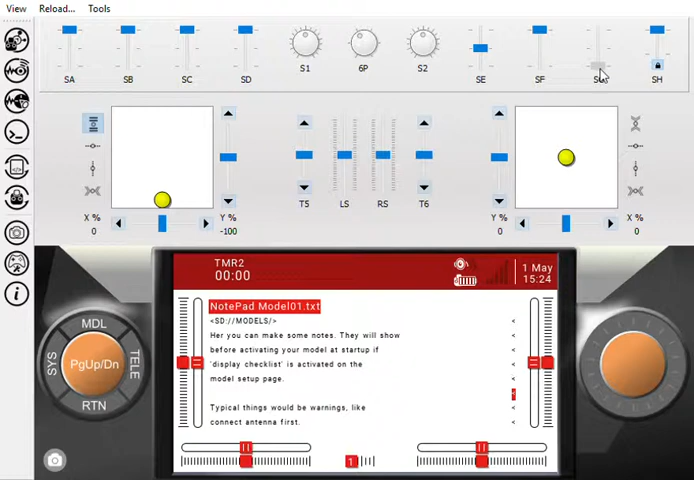 View Reload... Tools
SA SB SC SD S1 6P S2 SE SF SH
T5 LS RS T6
X % Y % Y % X %
0 -100 0 0
TMR2
00:00
1 May
15:24
NotePad Model01.txt
<SD://MODELS/> <
Her you can make some notes. They will show
before activating your model at startup if <
'display checklist' is activated on the <
model setup page. <
Typical things would be warnings, like <
connect antenna first. <
MDL
SYS
PgUp/Dn
TELE
RTN
1